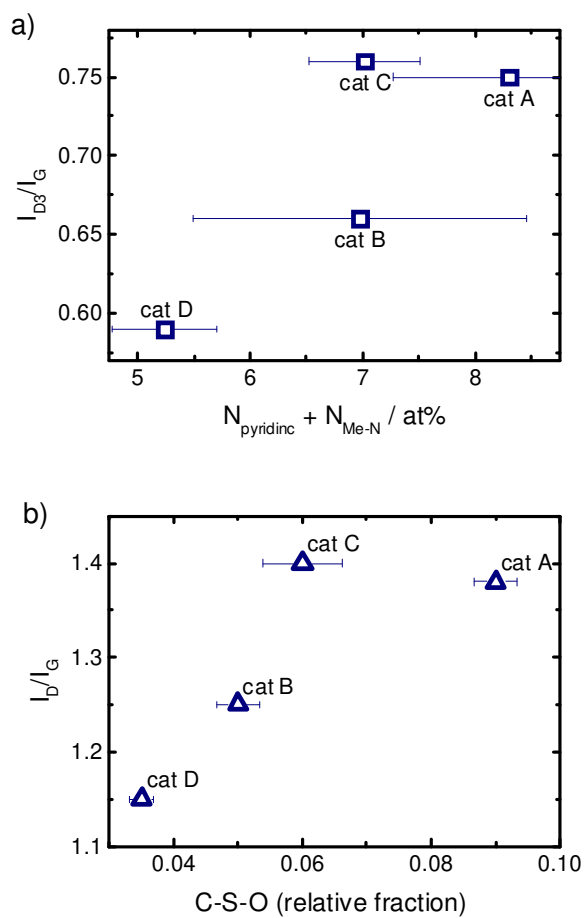 a)
0.75
0.70
0.65
0.60
I_D3/I_G
cat C
cat A
cat B
cat D
5
6
7
8
N_pyridinc + N_Me-N / at%
b)
1.4
1.3
1.2
1.1
I_D/I_G
cat C
cat A
cat B
cat D
0.04
0.06
0.08
0.10
C-S-O (relative fraction)